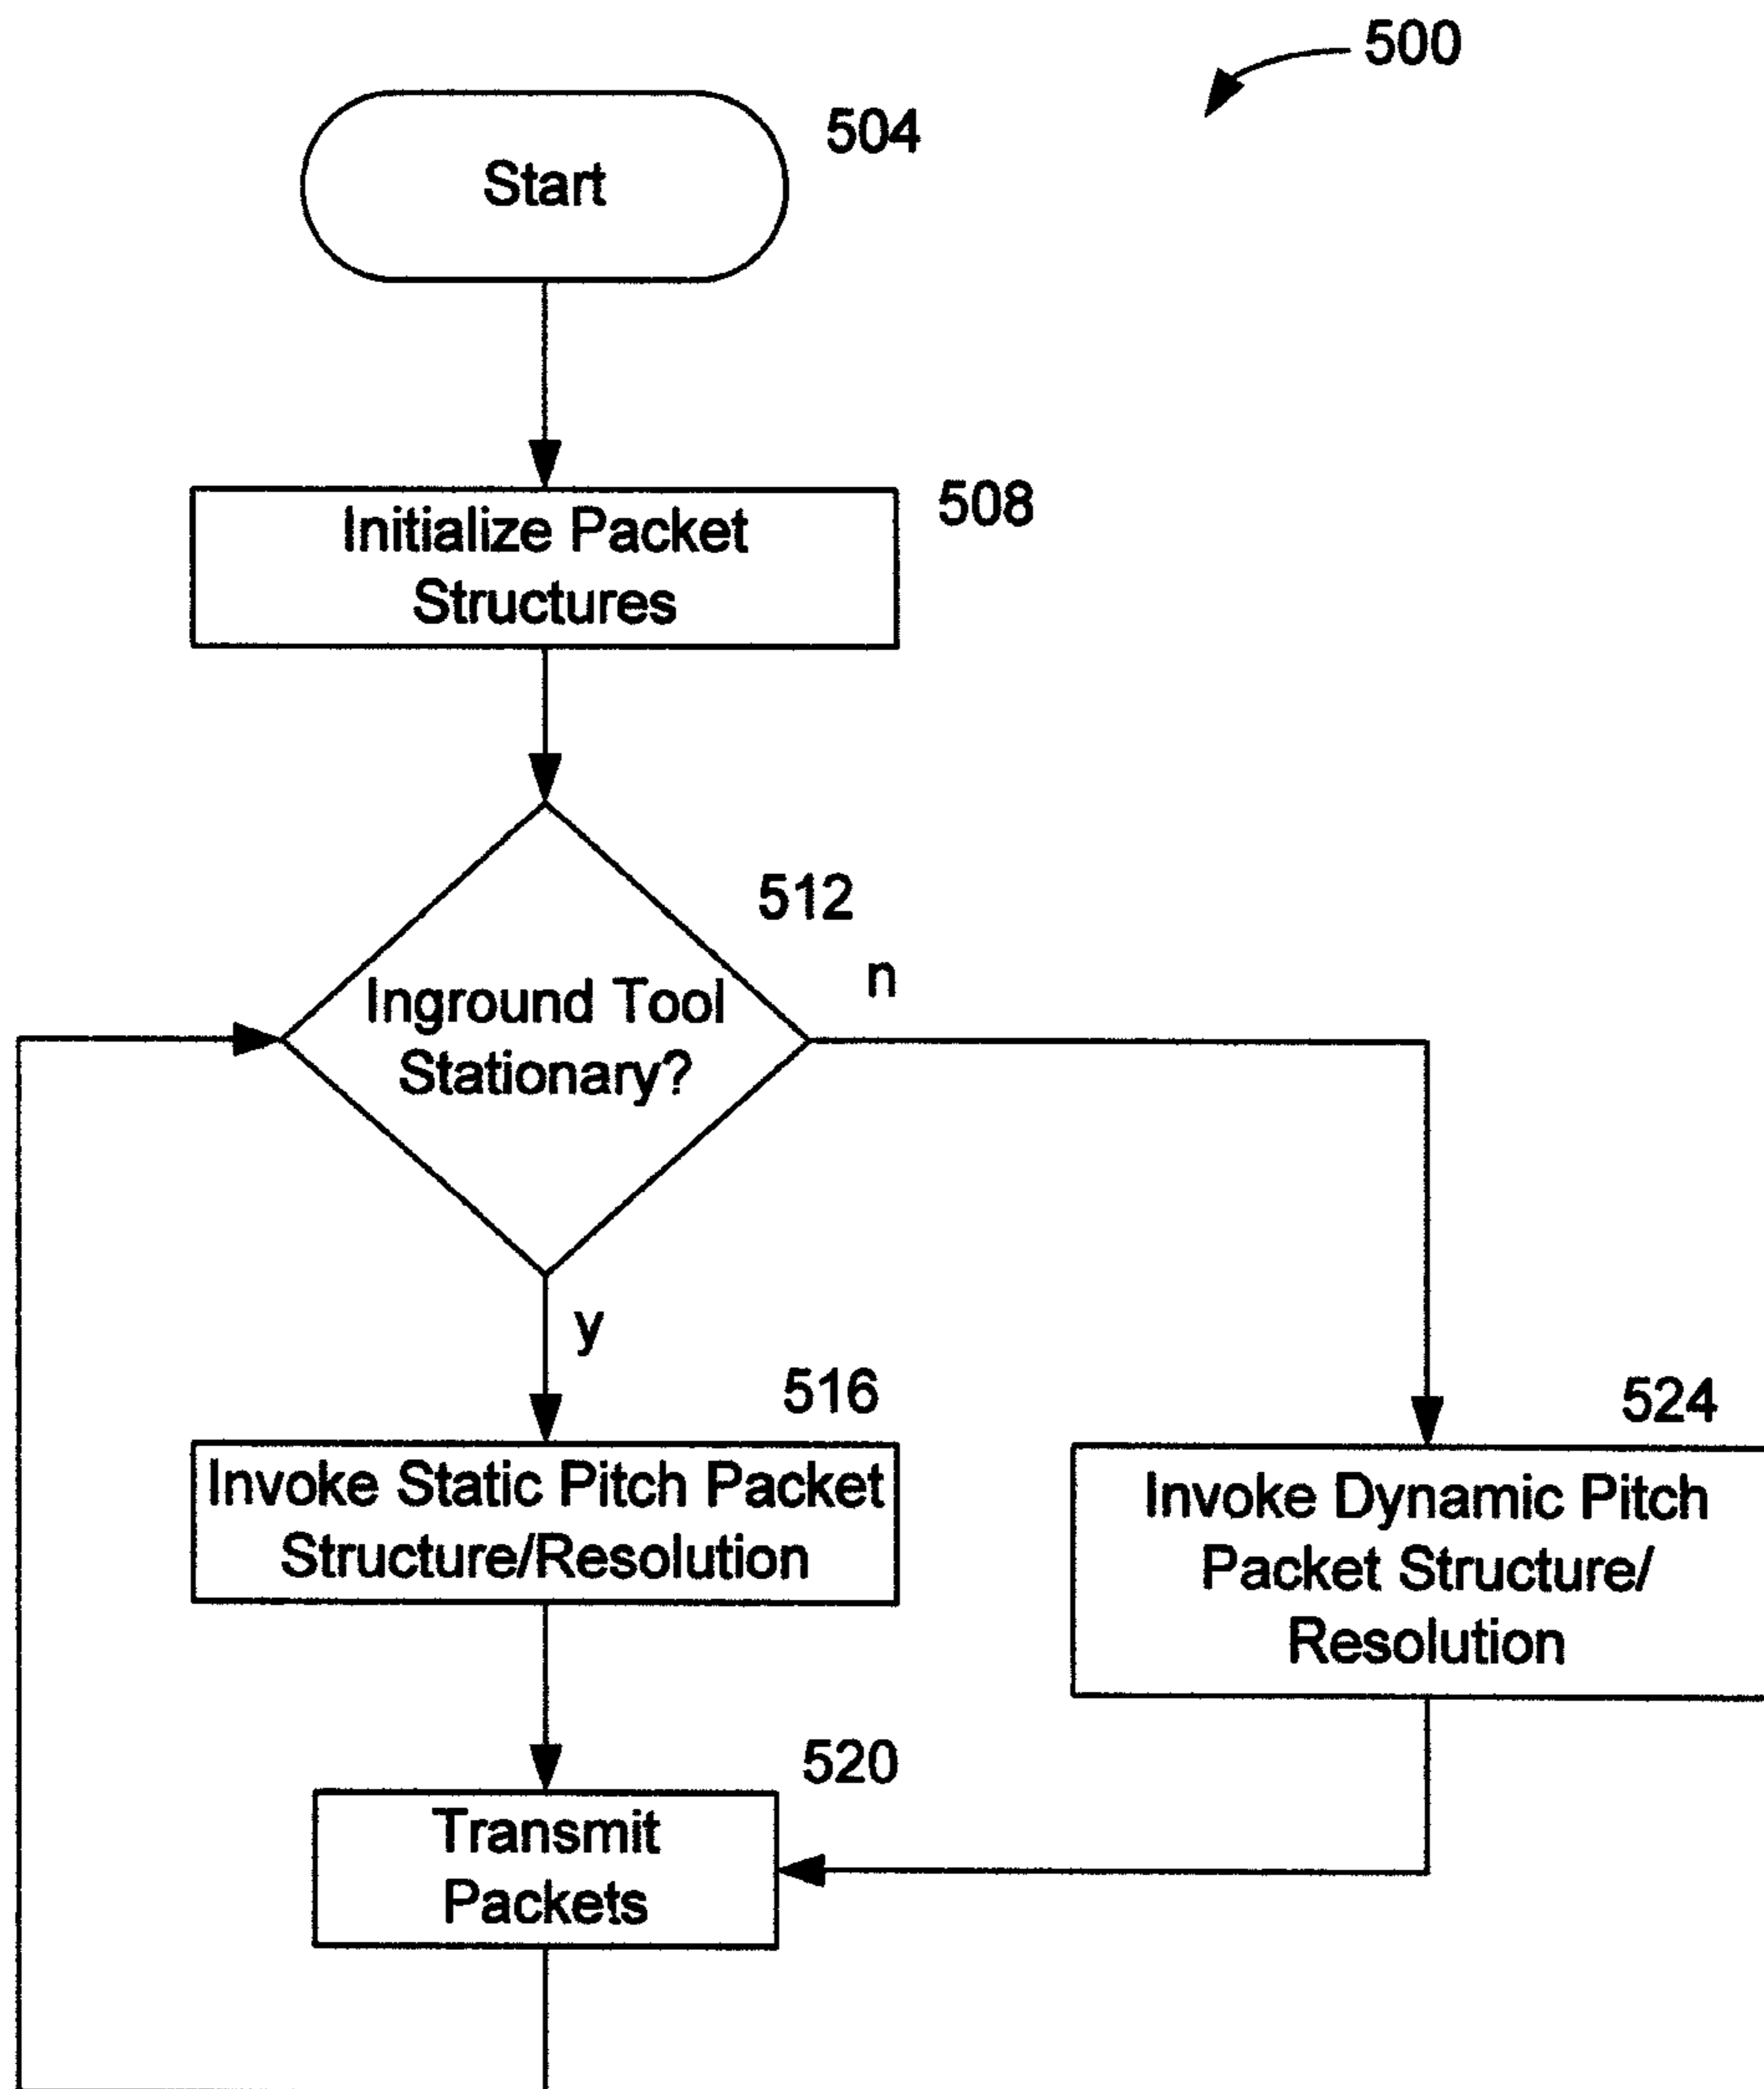 500
504
Start
508
Initialize Packet
Structures
512
n
Inground Tool
Stationary?
y
516
Invoke Static Pitch Packet
Structure/Resolution
524
Invoke Dynamic Pitch
Packet Structure/
Resolution
520
Transmit
Packets